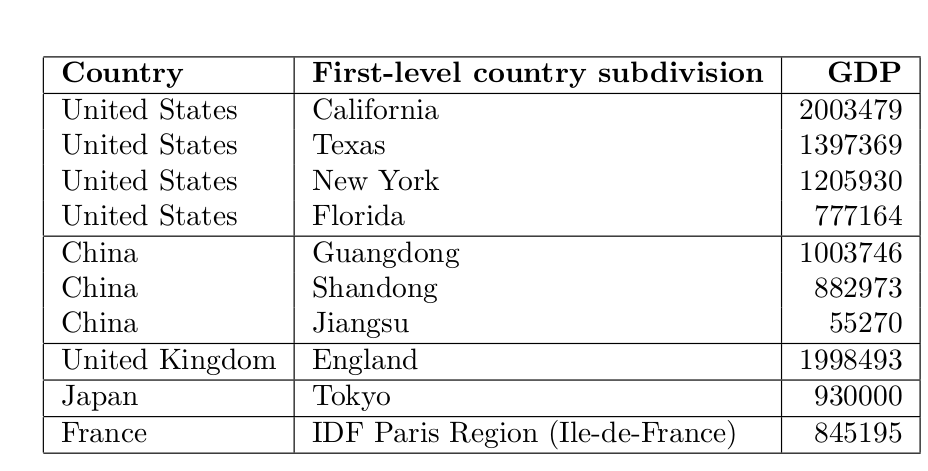 Country First-level country subdivision GDP
United States California 2003479
United States Texas 1397369
United States New York 1205930
United States Florida 777164
China Guangdong 1003746
China Shandong 882973
China Jiangsu 55270
United Kingdom England 1998493
Japan Tokyo 930000
France IDF Paris Region (Ile-de-France) 845195